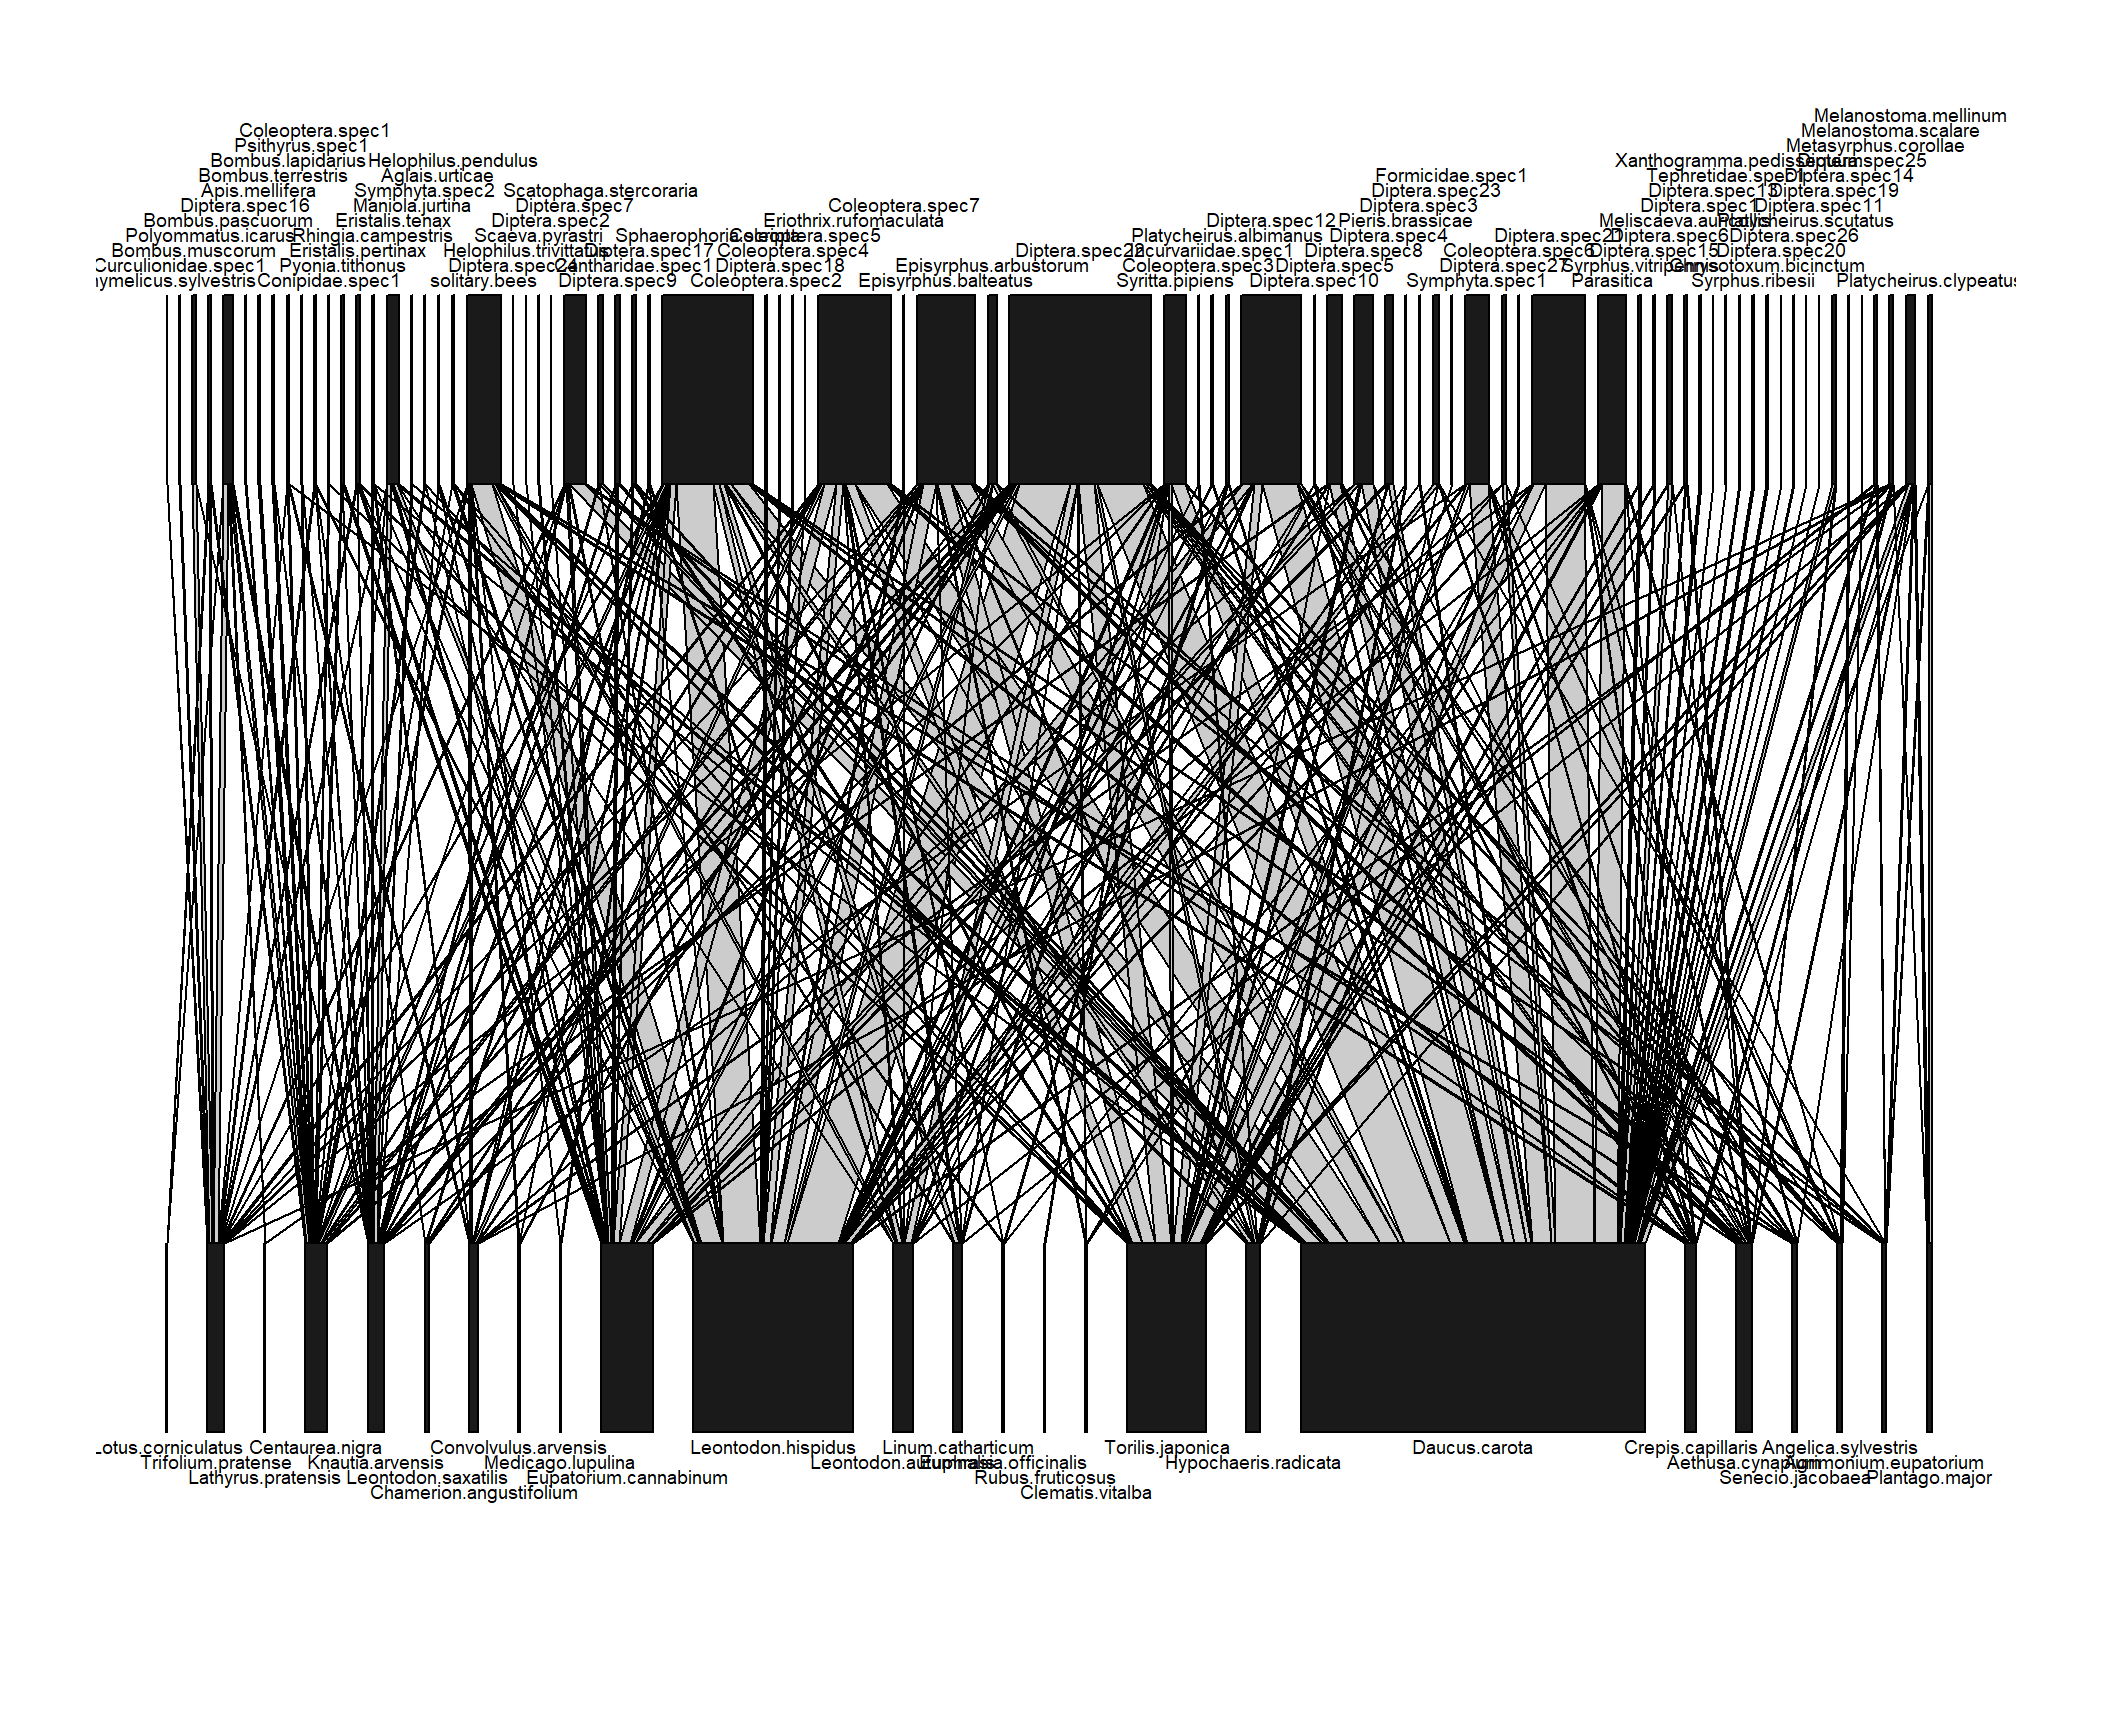 Melanostoma.mellinum
Coleoptera.spec1 Melanostoma.scalare
Psithyrus.spec1 Metasyrphus.corollae
Bombus.lapidarius Helophilus.pendulus Xanthogramma.pedissequum Diptera.spec25
Bombus.terrestris Aglais.urticae Formicidae.spec1 Tephretidae.spec1 Diptera.spec14
Apis.mellifera Symphyta.spec2 Scatophaga.stercoraria Diptera.spec23 Diptera.spec13 Diptera.spec19
Diptera.spec16 Maniola.jurtina Diptera.spec7 Coleoptera.spec7 Diptera.spec3 Diptera.spec1 Diptera.spec11
Bombus.pascuorum Eristalis.tenax Diptera.spec2 Eriothrix.rufomaculata Diptera.spec12 Pieris.brassicae Meliscaeva.auricollis Platycheirus.scutatus
Polyommatus.icarus Rhingia.campestris Scaeva.pyrastri Sphaerophoria.scripta Coleoptera.spec5 Platycheirus.albimanus Diptera.spec4 Diptera.spec21 Diptera.spec6 Diptera.spec26
Bombus.muscorum Eristalis.pertinax Helophilus.trivittatus Diptera.spec17 Coleoptera.spec4 Diptera.spec22 Incurvariidae.spec1 Diptera.spec8 Coleoptera.spec6 Diptera.spec15 Diptera.spec20
Curculionidae.spec1 Pyonia.tithonus Diptera.spec24 Cantharidae.spec1 Diptera.spec18 Episyrphus.arbustorum Coleoptera.spec3 Diptera.spec5 Diptera.spec27 Syrphus.vitripennis Chrysotoxum.bicinctum
ymelicus.sylvestris Conipidae.spec1 solitary.bees Diptera.spec9 Coleoptera.spec2 Episyrphus.balteatus Syritta.pipiens Diptera.spec10 Symphyta.spec1 Parasitica Syrphus.ribesii Platycheirus.clypeatus
Lotus.corniculatus Centaurea.nigra Convolvulus.arvensis Leontodon.hispidus Linum.catharticum Torilis.japonica Daucus.carota Crepis.capillaris Angelica.sylvestris
Trifolium.pratense Knautia.arvensis Medicago.lupulina Leontodon.autumnalis Euphrasia.officinalis Hypochaeris.radicata Aethusa.cynapium Agrimonium.eupatorium
Lathyrus.pratensis Leontodon.saxatilis Eupatorium.cannabinum Rubus.fruticosus Senecio.jacobaea Plantago.major
Chamerion.angustifolium Clematis.vitalba